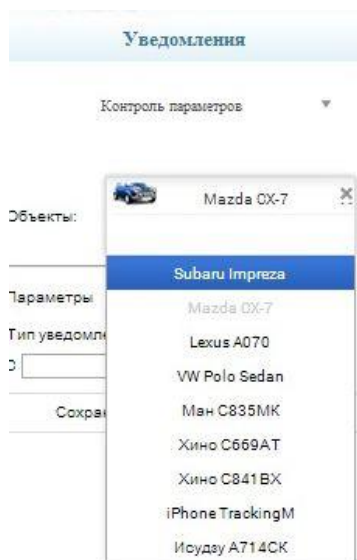 Уведомления
Контроль параметров
Mazda CX-7
Объекты:
Subaru Impreza
Параметры
Mazda CX-7
Тип уведомле
Lexus A070
С
VW Polo Sedan
Сохра
Ман С835МК
Хино С669АТ
Хино С841ВХ
iPhone TrackingM
Исудзу А714СК